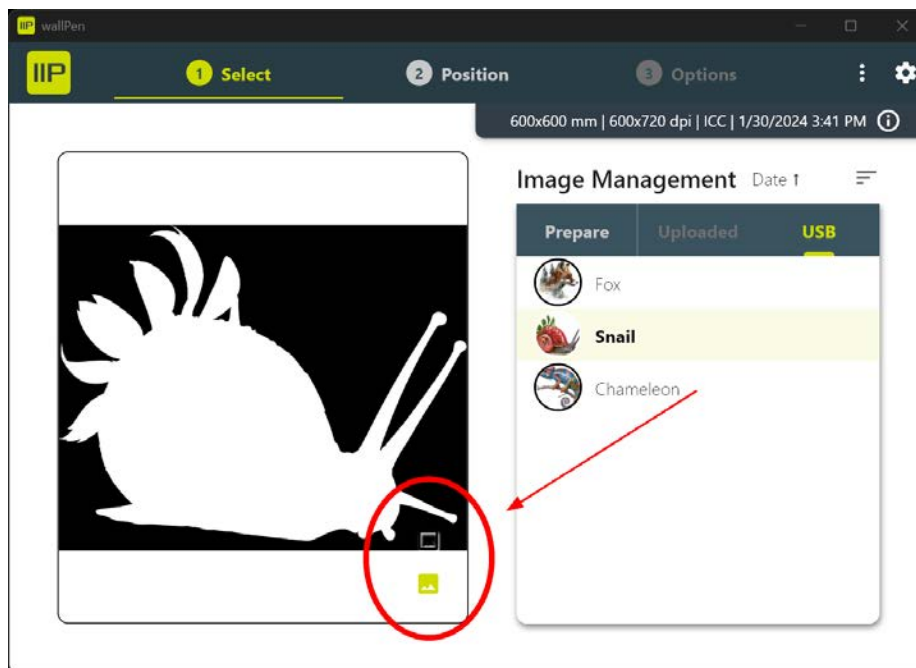 IIP wallPen
IIP
1 Select
2 Position
3 Options
600x600 mm | 600x720 dpi | ICC | 1/30/2024 3:41 PM
Image Management Date ↑
Prepare Uploaded USB
Fox
Snail
Chameleon